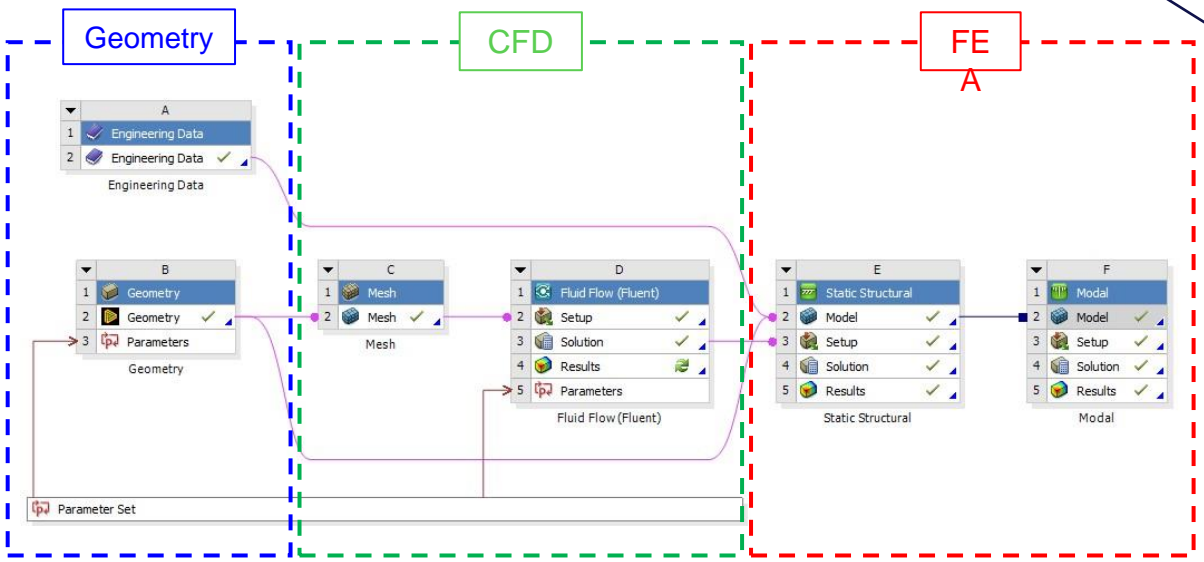 Geometry
CFD
FE
A
A
1 Engineering Data
2 Engineering Data
Engineering Data
B
1 Geometry
2 Geometry
3 Parameters
Geometry
C
1 Mesh
2 Mesh
Mesh
D
1 Fluid Flow (Fluent)
2 Setup
3 Solution
4 Results
5 Parameters
Fluid Flow (Fluent)
E
1 Static Structural
2 Model
3 Setup
4 Solution
5 Results
Static Structural
F
1 Modal
2 Model
3 Setup
4 Solution
5 Results
Modal
Parameter Set